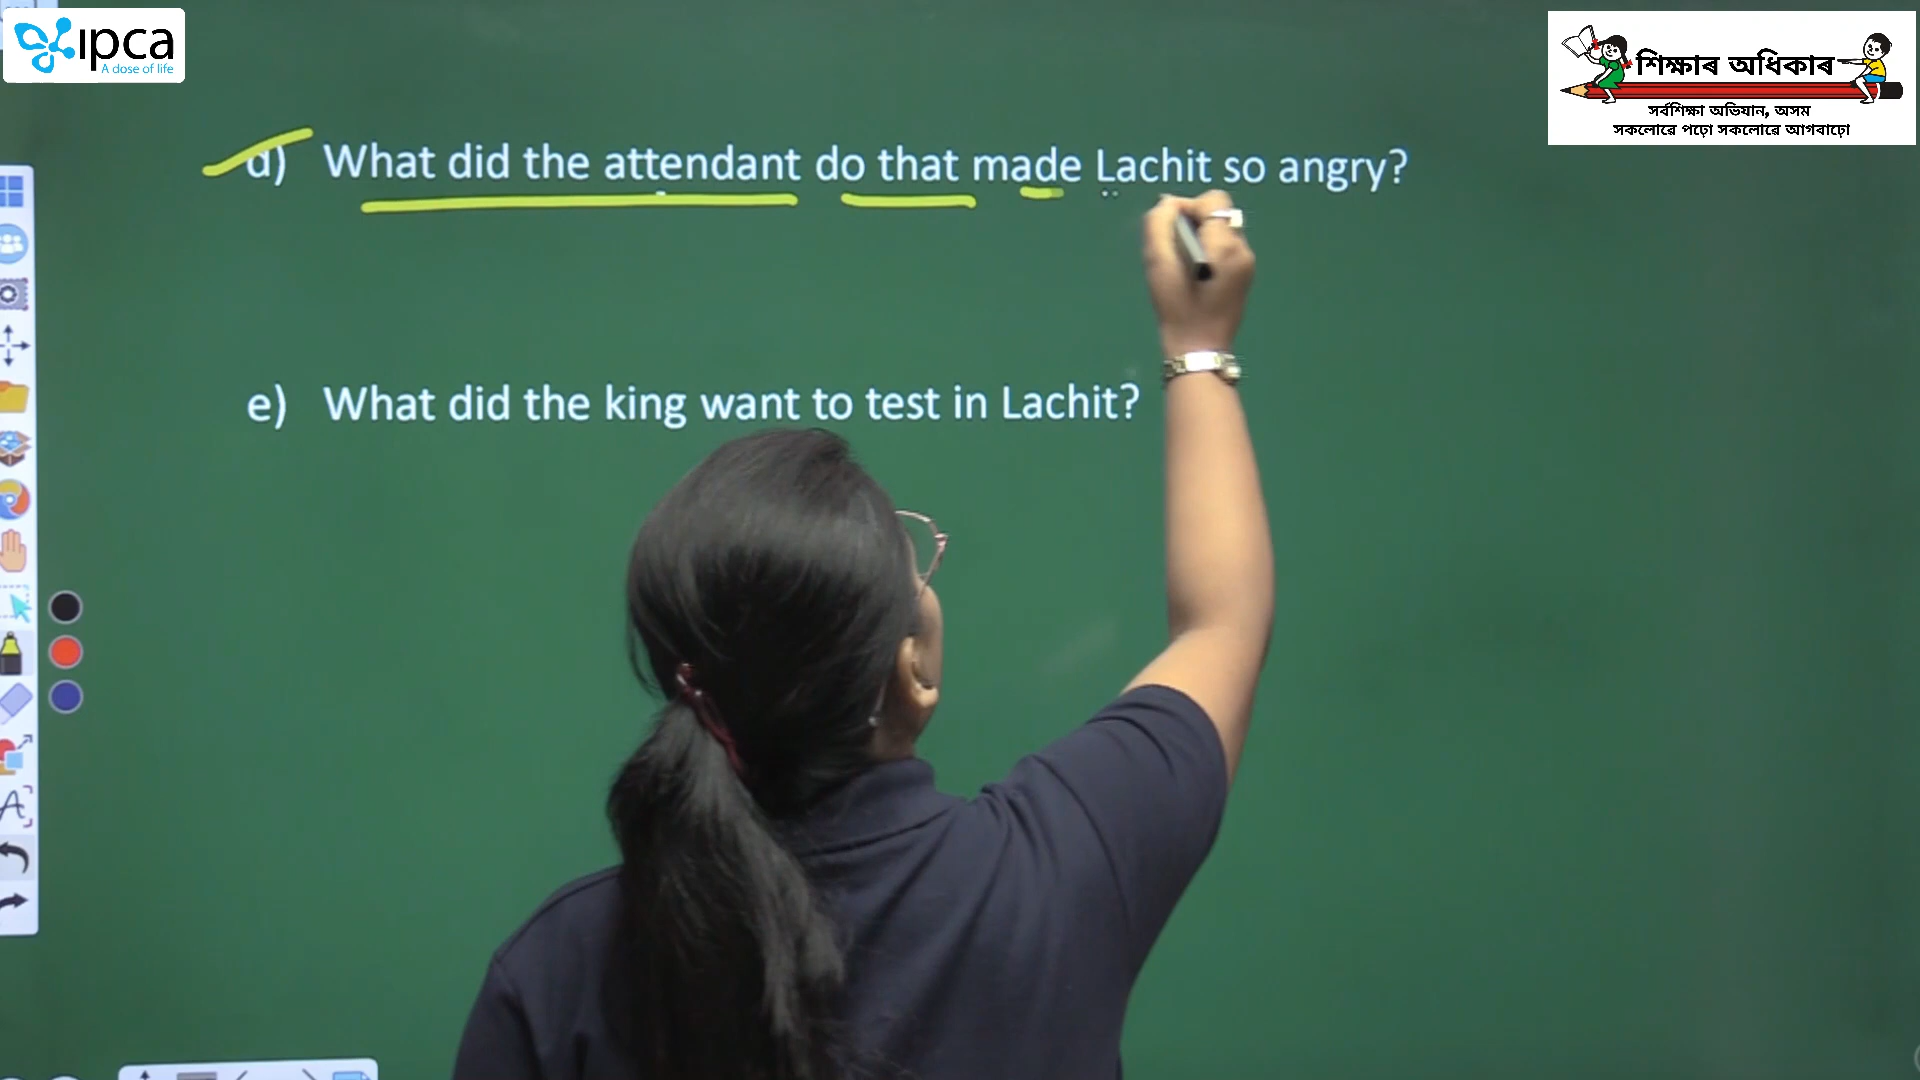 ıpca
A dose of life
শিক্ষাৰ অধিকাৰ
সৰ্বশিক্ষা অভিযান, অসম
সকলোৱে পঢ়ো সকলোৱে আগবাঢ়ো
d) What did the attendant do that made Lachit so angry?
e) What did the king want to test in Lachit?